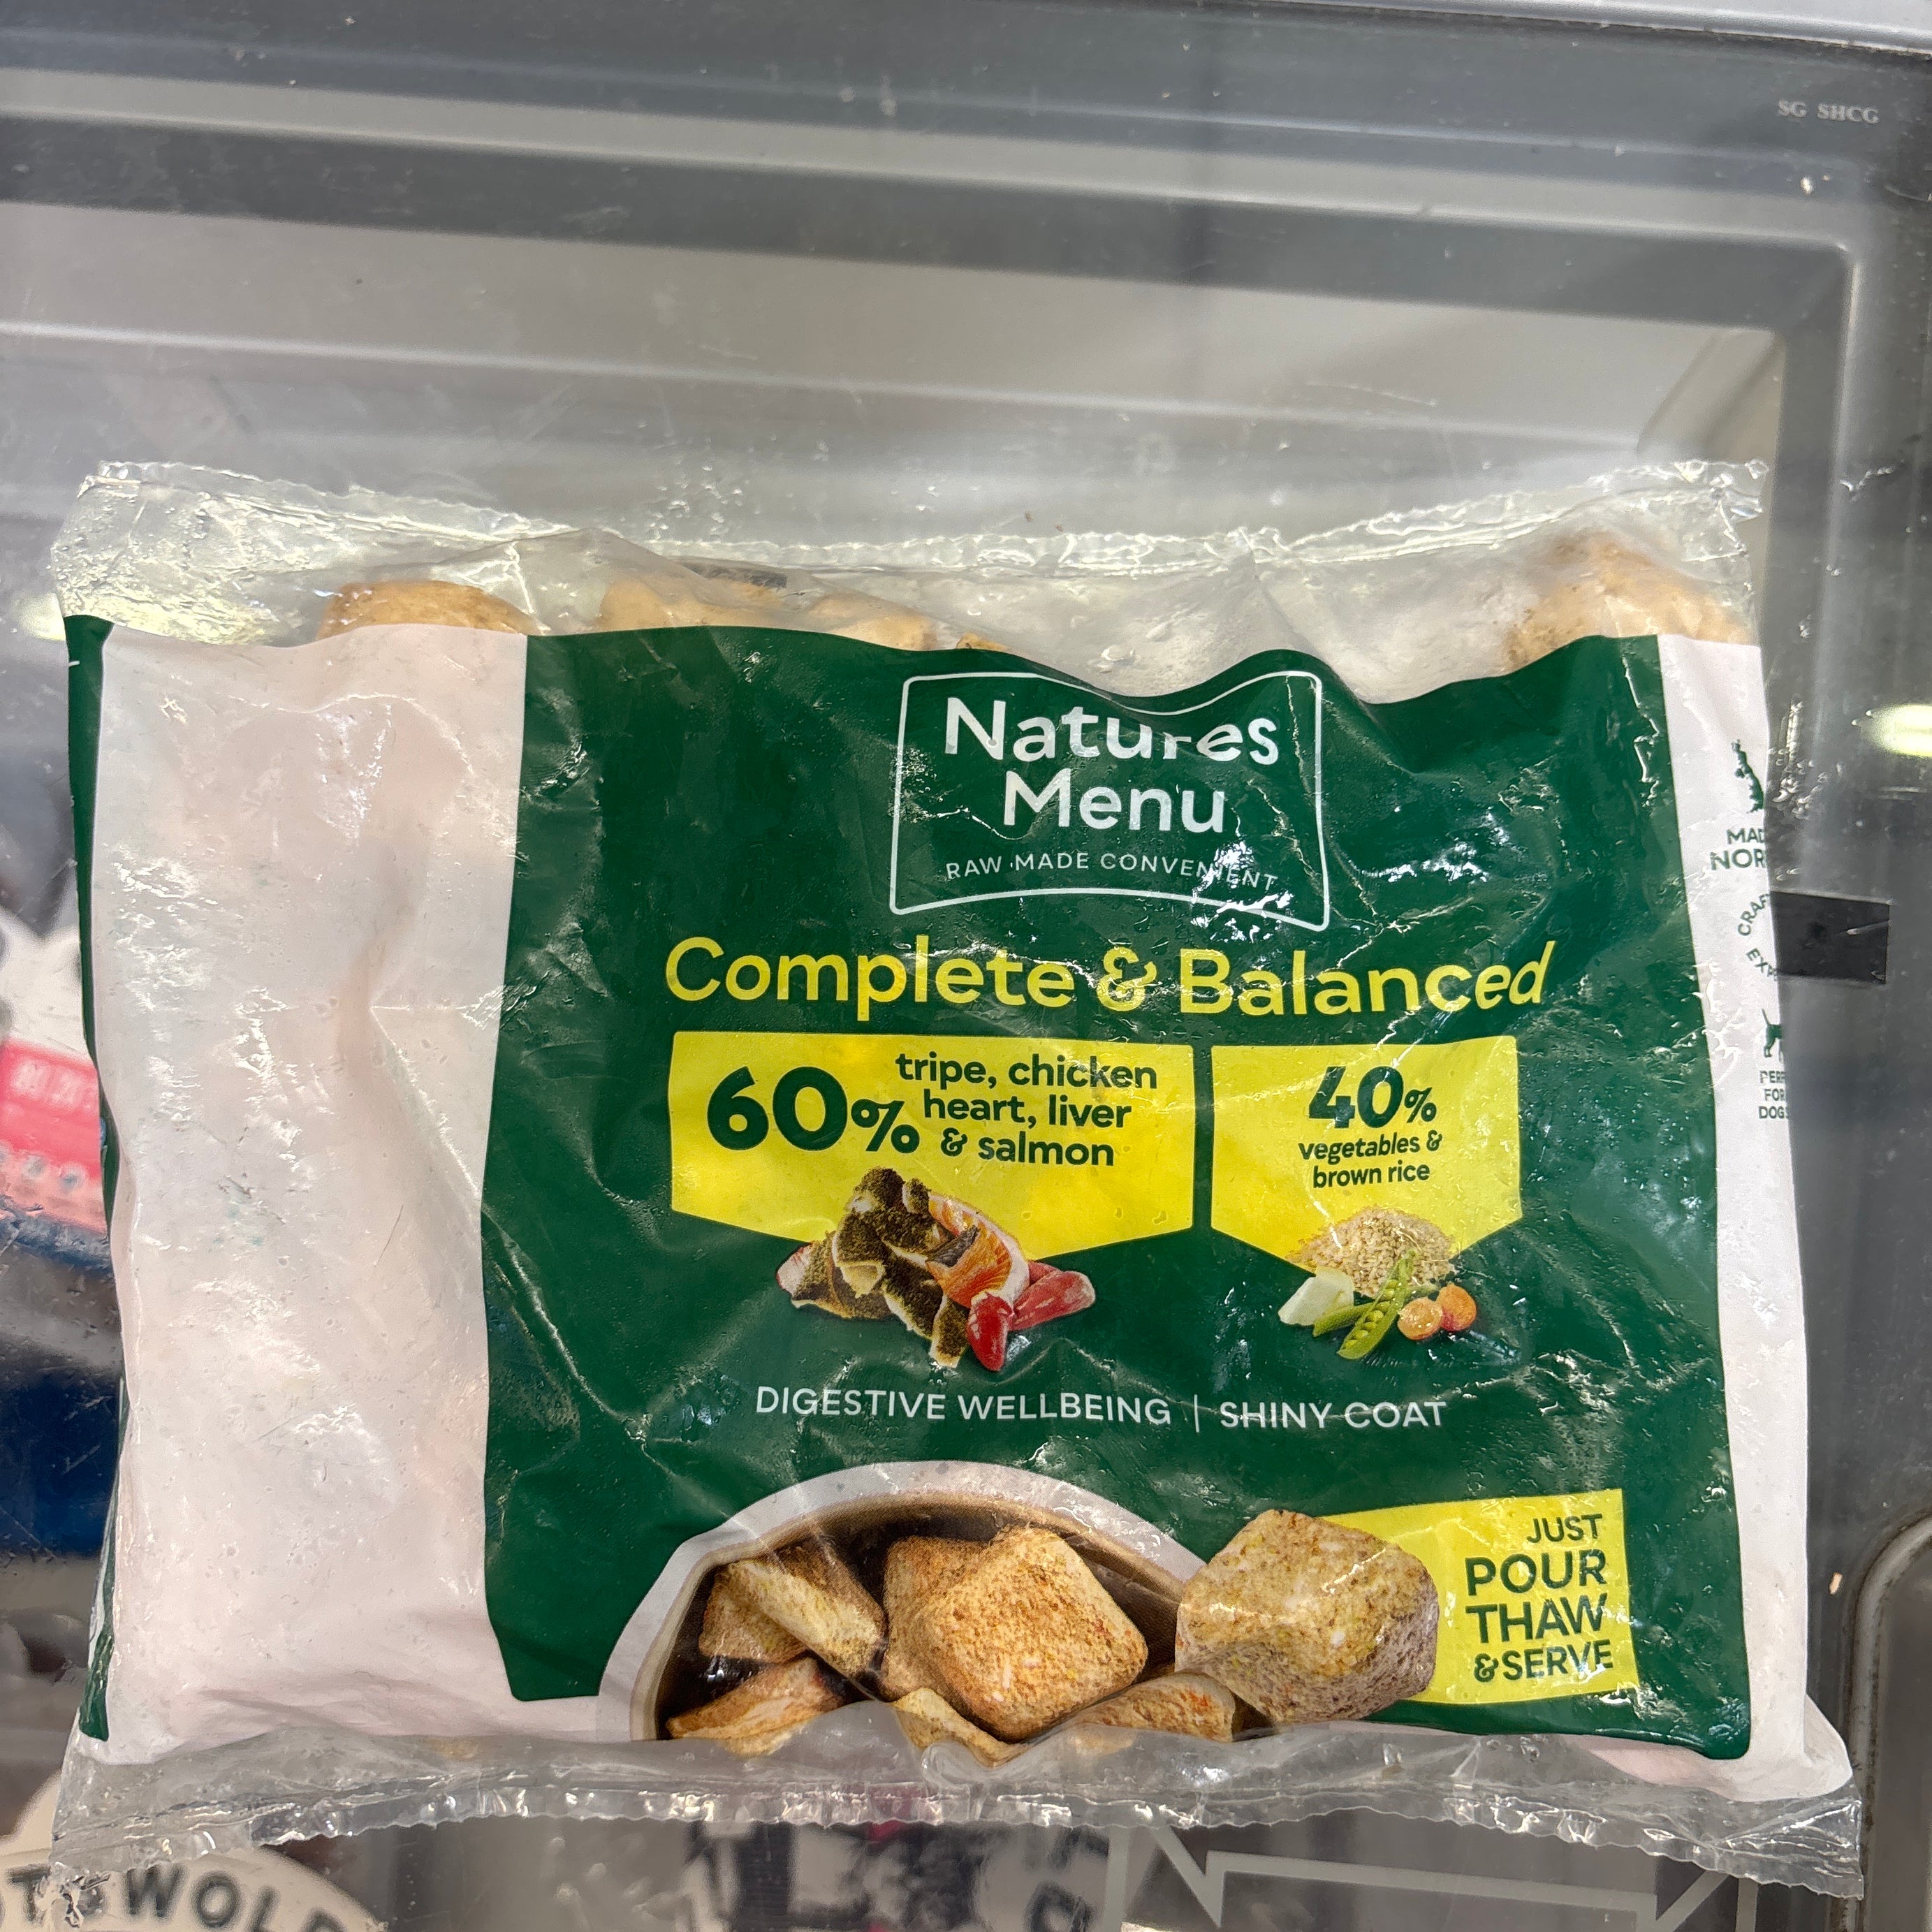 SG SHCG
Natures
Menu
RAW MADE CONVENIENT
Complete & Balanced
60%
tripe, chicken
heart, liver
& salmon
40%
vegetables &
brown rice
DIGESTIVE WELLBEING | SHINY COAT
JUST
POUR
THAW
& SERVE
FOR